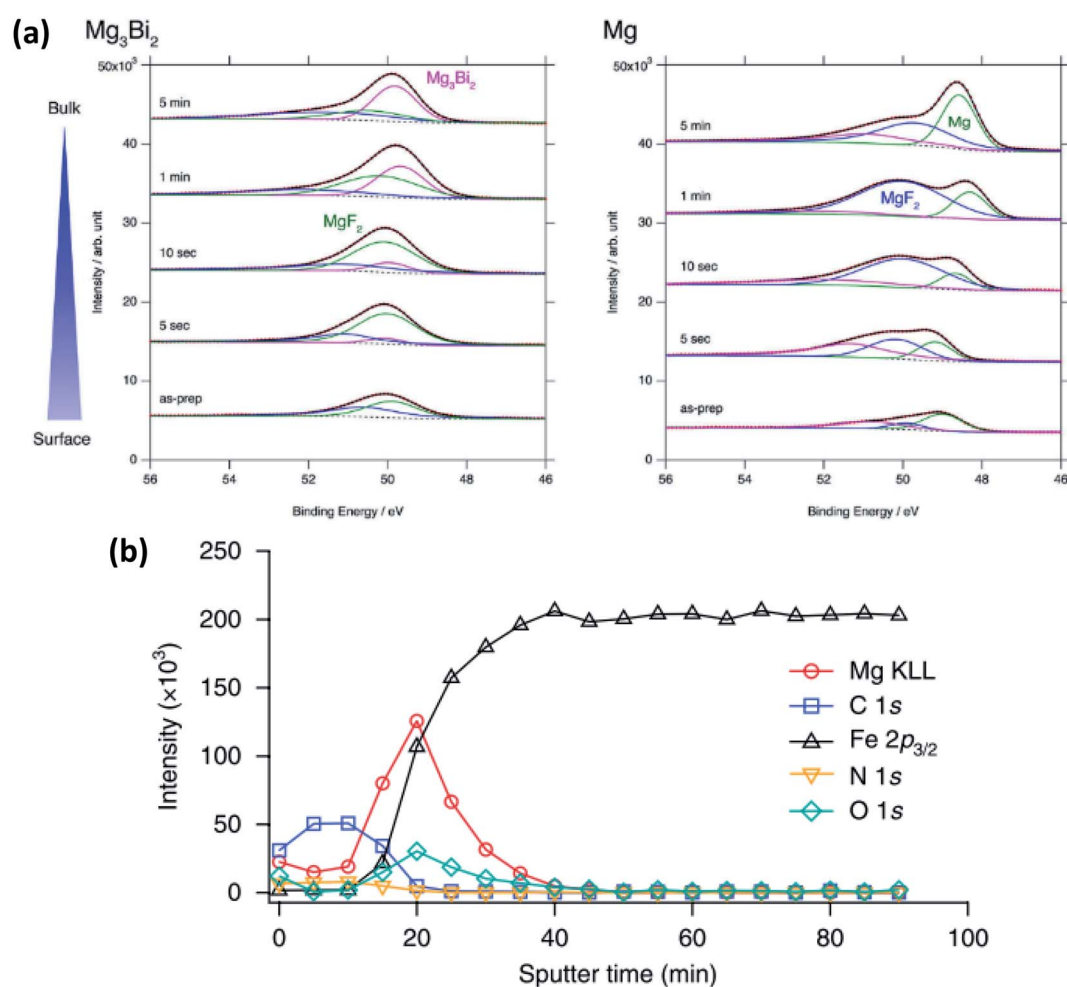 (a)
Mg3Bi2
Mg
Bulk
Surface
50x10³
40
30
20
10
0
Intensity / arb. unit
5 min
Mg3Bi2
1 min
MgF2
10 sec
5 sec
as-prep
56 54 52 50 48 46
Binding Energy / eV
50x10³
40
30
20
10
0
Intensity / arb. unit
5 min
Mg
1 min
MgF2
10 sec
5 sec
as-prep
56 54 52 50 48 46
Binding Energy / eV
(b)
250
200
150
100
50
0
Intensity (×10³)
Mg KLL
C 1s
Fe 2p3/2
N 1s
O 1s
0 20 40 60 80 100
Sputter time (min)